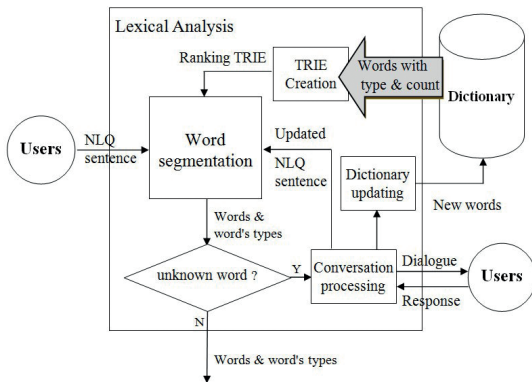 Lexical Analysis
Ranking TRIE
TRIE
Creation
Words with
type & count
Dictionary
Users
NLQ
sentence
Word
segmentation
Updated
NLQ
sentence
Dictionary
updating
New words
Words &
word's types
unknown word ?
Y
Conversation
processing
Dialogue
Response
Users
N
Words & word's types